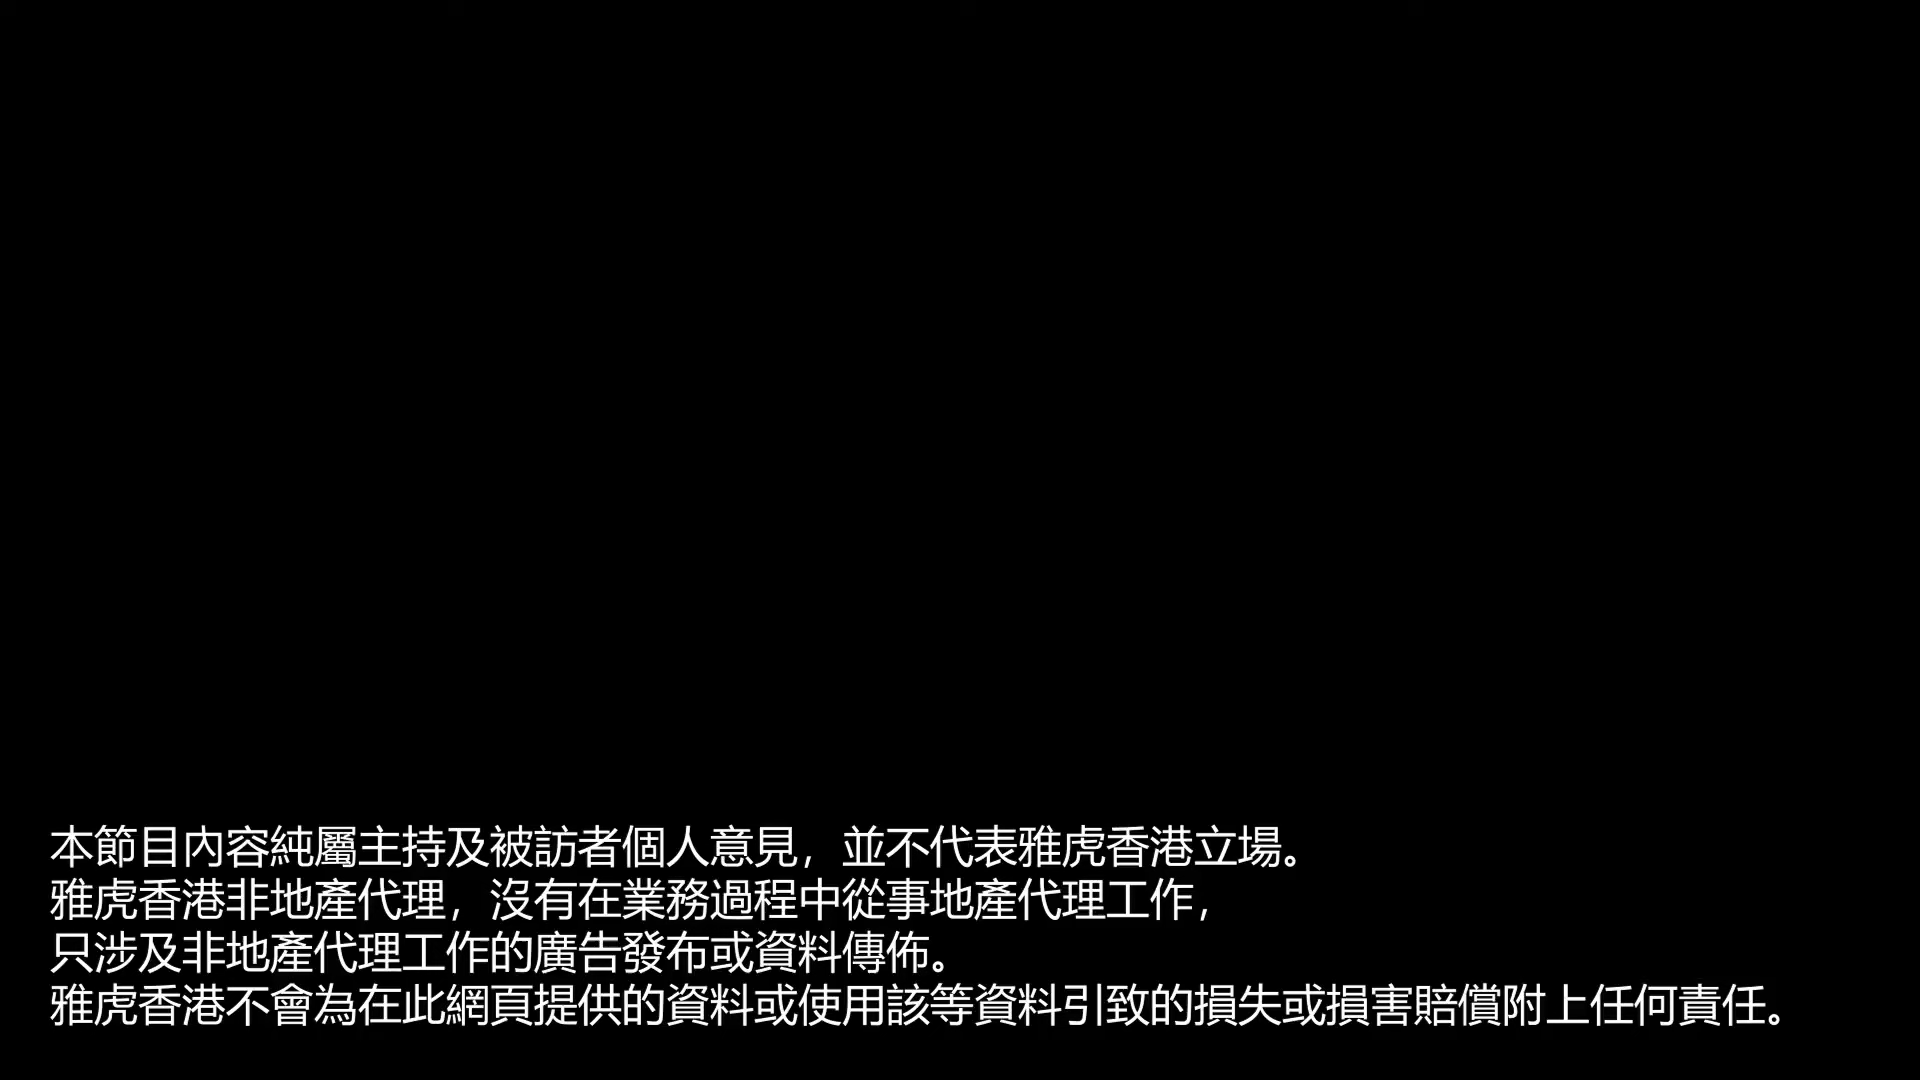 本節目內容純屬主持及被訪者個人意見，並不代表雅虎香港立場。
雅虎香港非地產代理，沒有在業務過程中從事地產代理工作，
只涉及非地產代理工作的廣告發布或資料傳佈。
雅虎香港不會為在此網頁提供的資料或使用該等資料引致的損失或損害賠償附上任何責任。